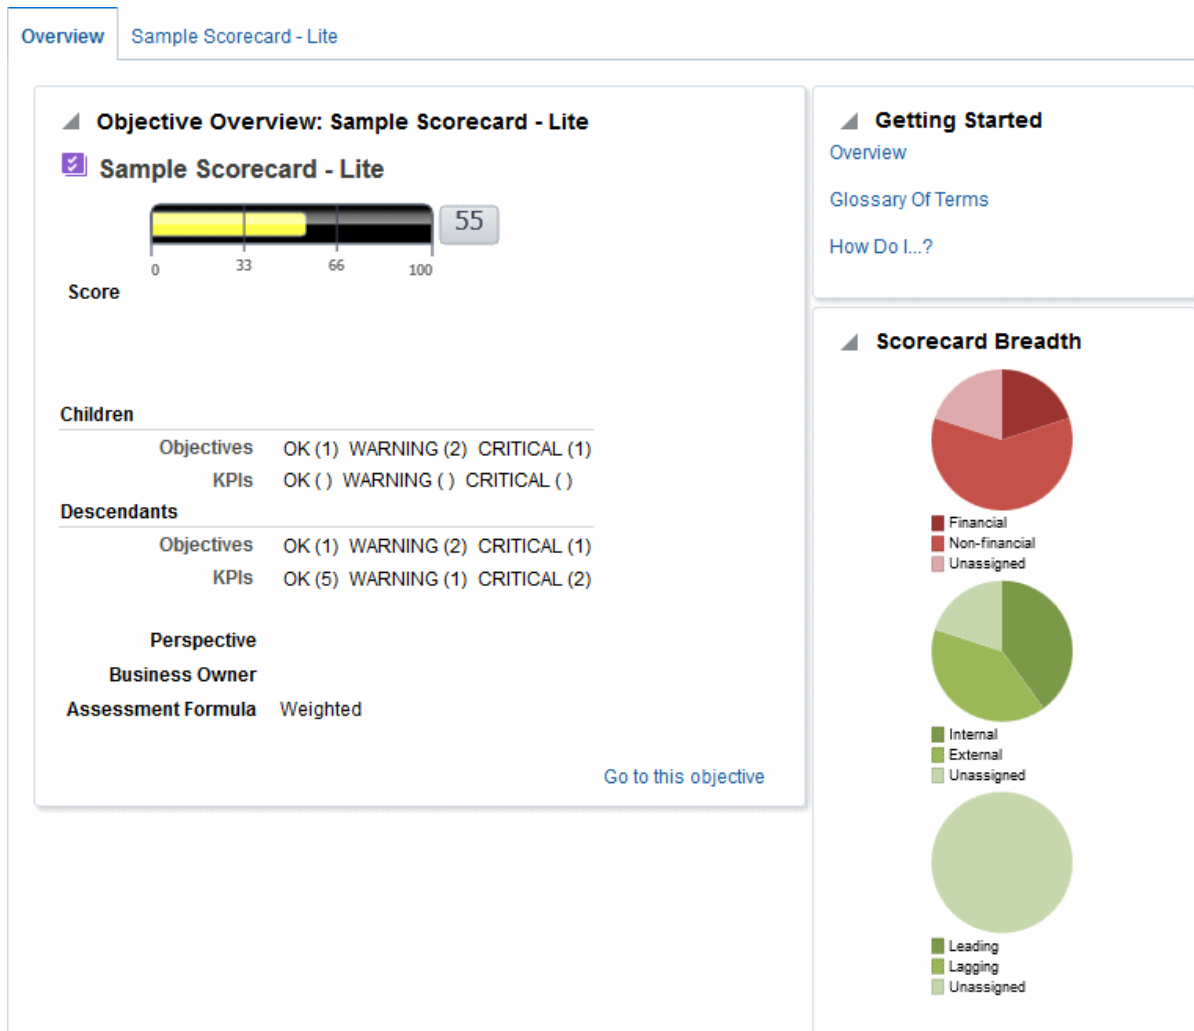 Overview Sample Scorecard - Lite
Objective Overview: Sample Scorecard - Lite
Sample Scorecard - Lite
55
0 33 66 100
Score
Children
Objectives OK (1) WARNING (2) CRITICAL (1)
KPIs OK ( ) WARNING ( ) CRITICAL ( )
Descendants
Objectives OK (1) WARNING (2) CRITICAL (1)
KPIs OK (5) WARNING (1) CRITICAL (2)
Perspective
Business Owner
Assessment Formula Weighted
Go to this objective
Getting Started
Overview
Glossary Of Terms
How Do I...?
Scorecard Breadth
Financial
Non-financial
Unassigned
Internal
External
Unassigned
Leading
Lagging
Unassigned